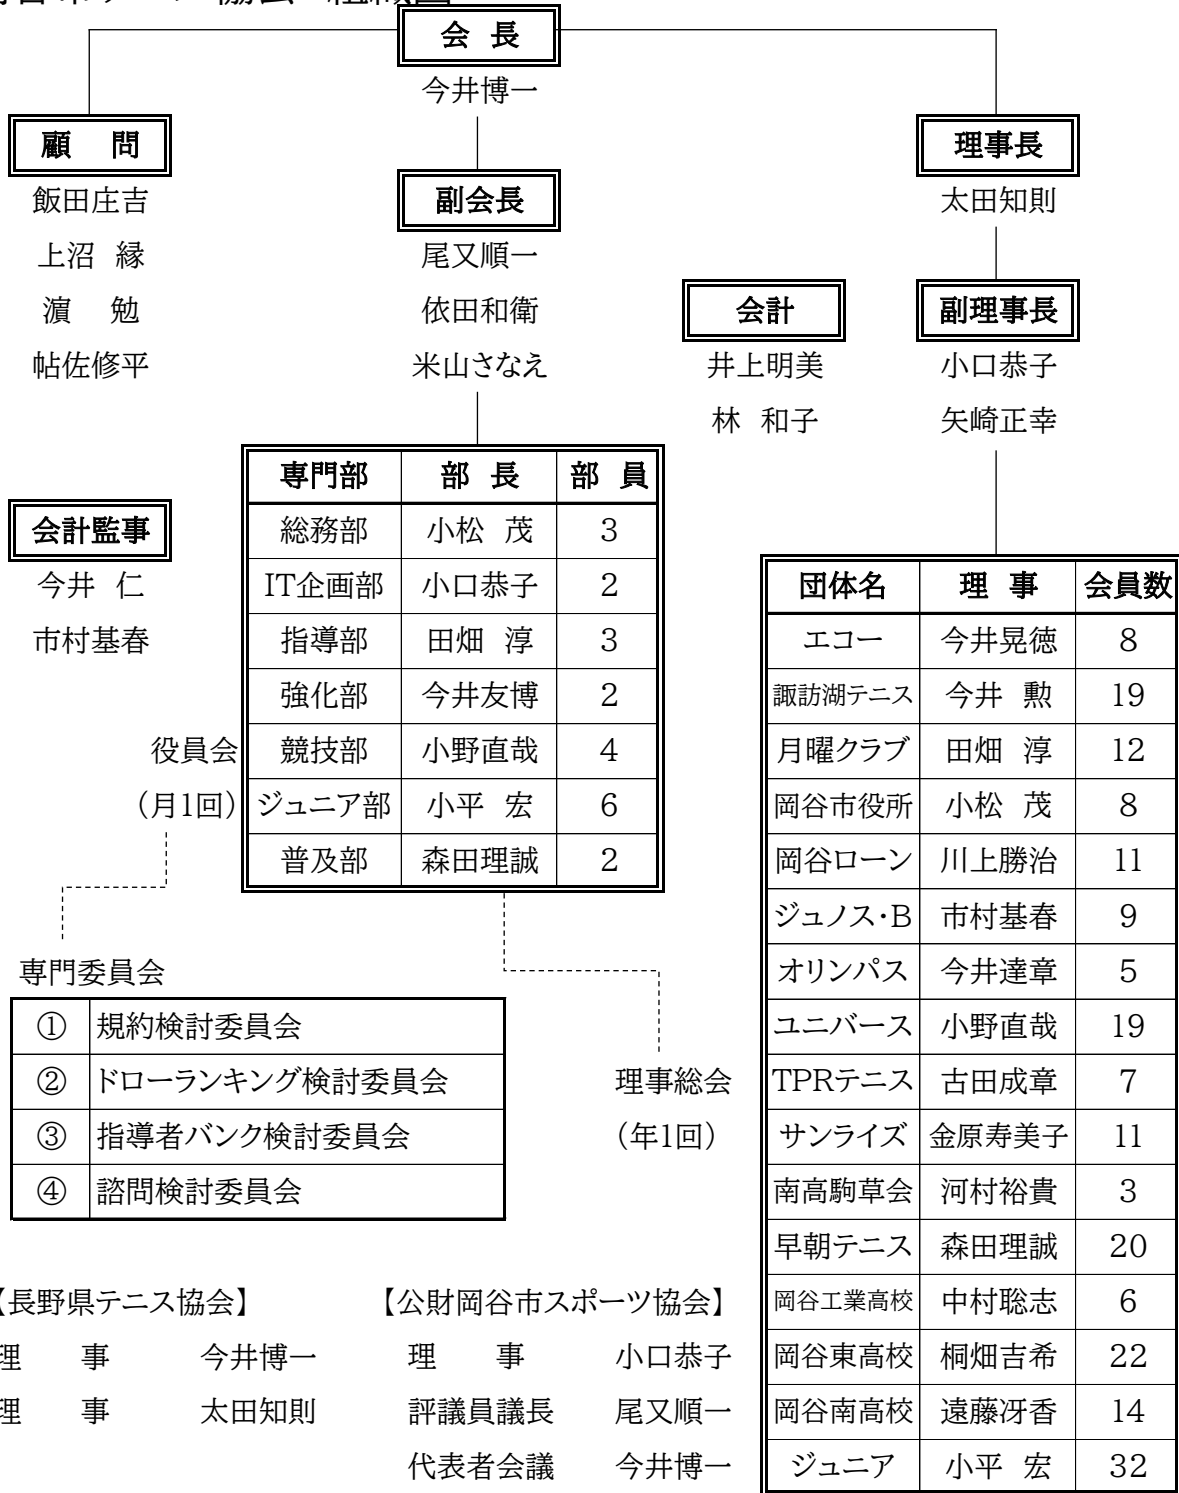 会 長
今井博一
顧 問
飯田庄吉
上沼 縁
濵 勉
帖佐修平
副会長
尾又順一
依田和衛
米山さなえ
理事長
太田知則
会計
井上明美
林 和子
副理事長
小口恭子
矢崎正幸
会計監事
今井 仁
市村基春
専門部 部 長 部 員
総務部 小松 茂 3
IT企画部 小口恭子 2
指導部 田畑 淳 3
強化部 今井友博 2
競技部 小野直哉 4
ジュニア部 小平 宏 6
普及部 森田理誠 2
役員会
(月1回)
専門委員会
① 規約検討委員会
② ドローランキング検討委員会
③ 指導者バンク検討委員会
④ 諮問検討委員会
理事総会
(年1回)
団体名 理 事 会員数
エコー 今井晃徳 8
諏訪湖テニス 今井 勲 19
月曜クラブ 田畑 淳 12
岡谷市役所 小松 茂 8
岡谷ローン 川上勝治 11
ジュノス・B 市村基春 9
オリンパス 今井達章 5
ユニバース 小野直哉 19
TPRテニス 古田成章 7
サンライズ 金原寿美子 11
南高駒草会 河村裕貴 3
早朝テニス 森田理誠 20
岡谷工業高校 中村聡志 6
岡谷東高校 桐畑吉希 22
岡谷南高校 遠藤冴香 14
ジュニア 小平 宏 32
【長野県テニス協会】
理 事 今井博一
理 事 太田知則
【公財岡谷市スポーツ協会】
理 事 小口恭子
評議員議長 尾又順一
代表者会議 今井博一